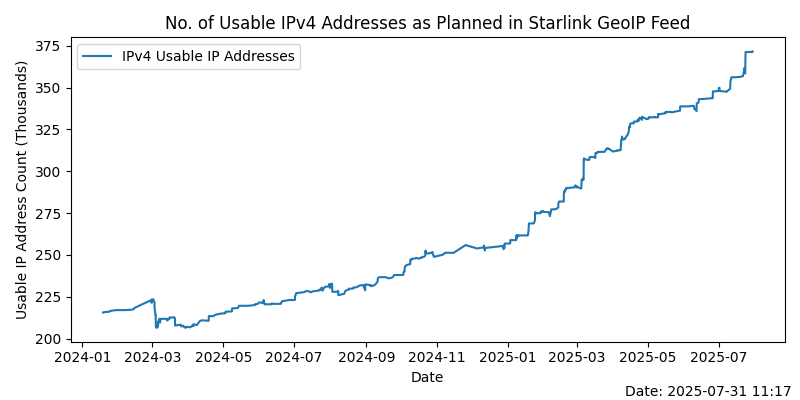 No. of Usable IPv4 Addresses as Planned in Starlink GeoIP Feed
IPv4 Usable IP Addresses
Usable IP Address Count (Thousands)
375
350
325
300
275
250
225
200
2024-01 2024-03 2024-05 2024-07 2024-09 2024-11 2025-01 2025-03 2025-05 2025-07
Date
Date: 2025-07-31 11:17